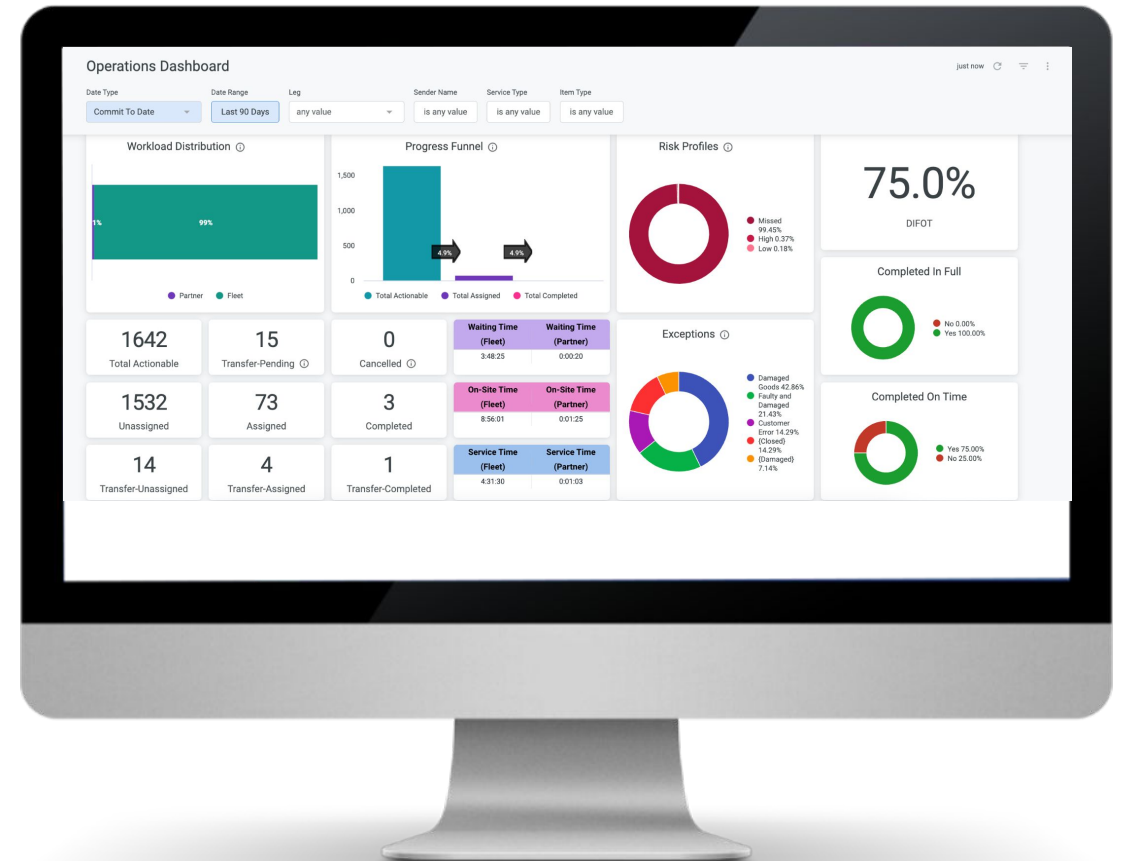 Operations Dashboard
just now
Date Type
Date Range
Leg
Sender Name
Service Type
Item Type
Commit To Date
Last 90 Days
any value
is any value
is any value
is any value
Workload Distribution
1%
99%
Partner
Fleet
Progress Funnel
1,500
1,000
500
0
4.9%
4.9%
Total Actionable
Total Assigned
Total Completed
Risk Profiles
Missed
99.45%
High 0.37%
Low 0.18%
75.0%
DIFOT
Completed In Full
No 0.00%
Yes 100.00%
1642
Total Actionable
15
Transfer-Pending
0
Cancelled
1532
Unassigned
73
Assigned
3
Completed
14
Transfer-Unassigned
4
Transfer-Assigned
1
Transfer-Completed
Waiting Time
(Fleet)
Waiting Time
(Partner)
3:48:25
0:00:20
On-Site Time
(Fleet)
On-Site Time
(Partner)
8:56:01
0:01:25
Service Time
(Fleet)
Service Time
(Partner)
4:31:30
0:01:03
Exceptions
Damaged
Goods 42.86%
Faulty and
Damaged
21.43%
Customer
Error 14.29%
(Closed)
14.29%
(Damaged)
7.14%
Completed On Time
Yes 75.00%
No 25.00%